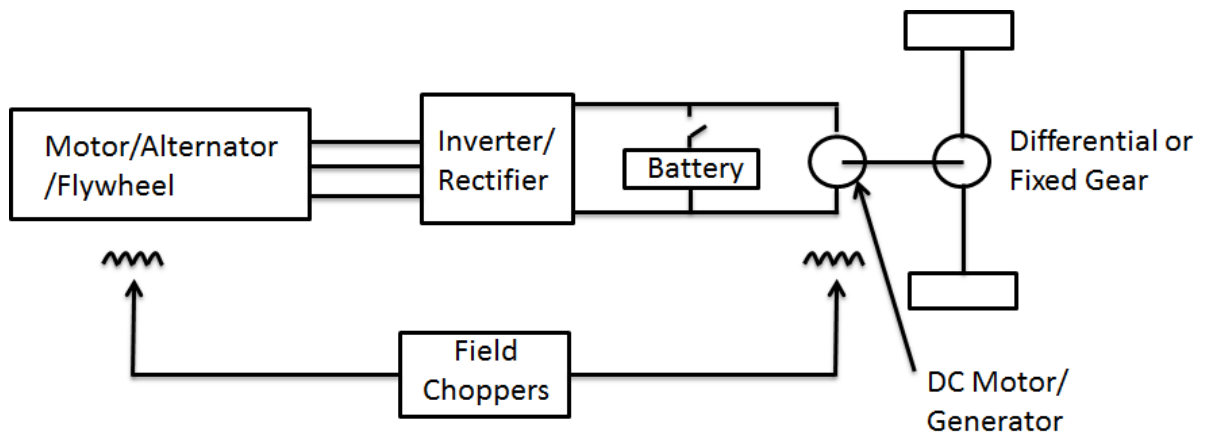 Motor/Alternator
/Flywheel
Inverter/
Rectifier
Battery
Differential or
Fixed Gear
Field
Choppers
DC Motor/
Generator